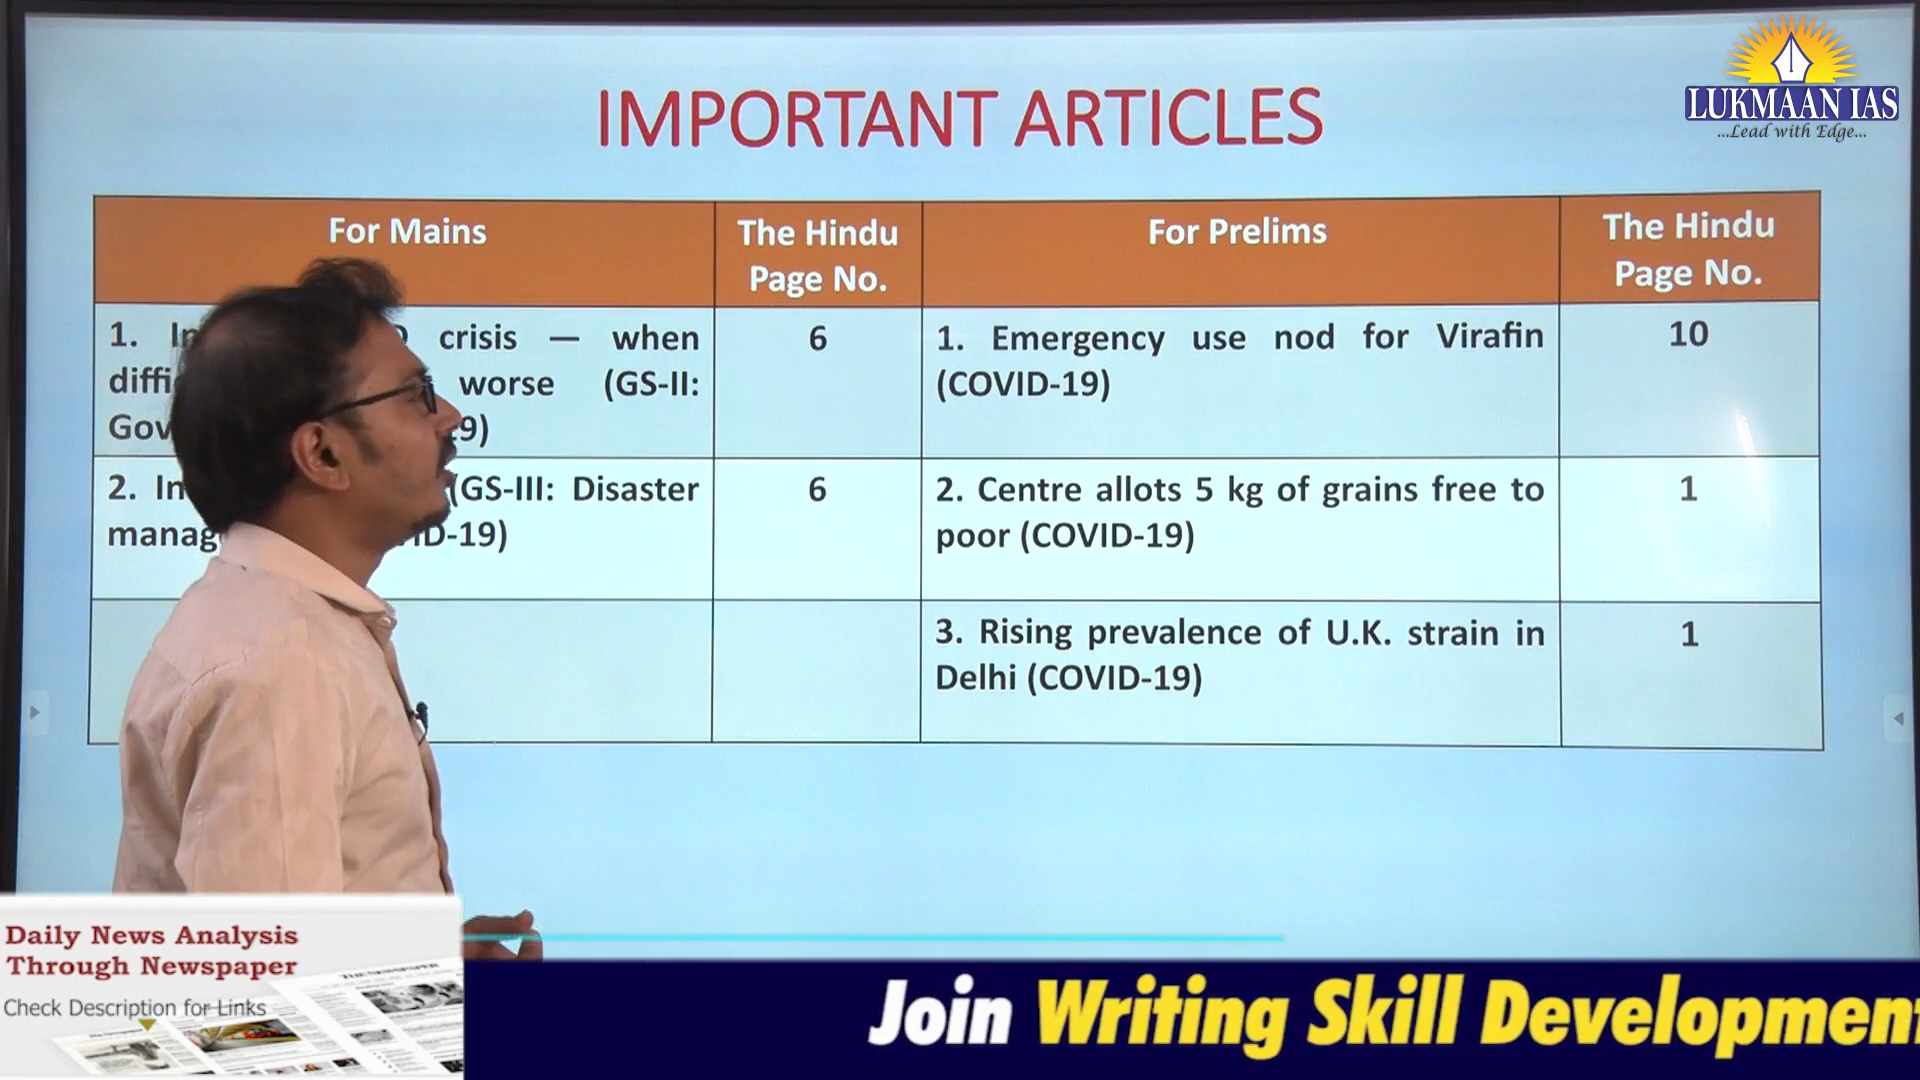 IMPORTANT ARTICLES
LUKMAAN IAS
...Lead with Edge...
For Mains
The Hindu
Page No.
For Prelims
The Hindu
Page No.
1. crisis — when
worse (GS-II:
9)
6
1. Emergency use nod for Virafin
(COVID-19)
10
2. (GS-III: Disaster
-19)
6
2. Centre allots 5 kg of grains free to
poor (COVID-19)
1
3. Rising prevalence of U.K. strain in
Delhi (COVID-19)
1
Daily News Analysis
Through Newspaper
Check Description for Links
Join Writing Skill Development